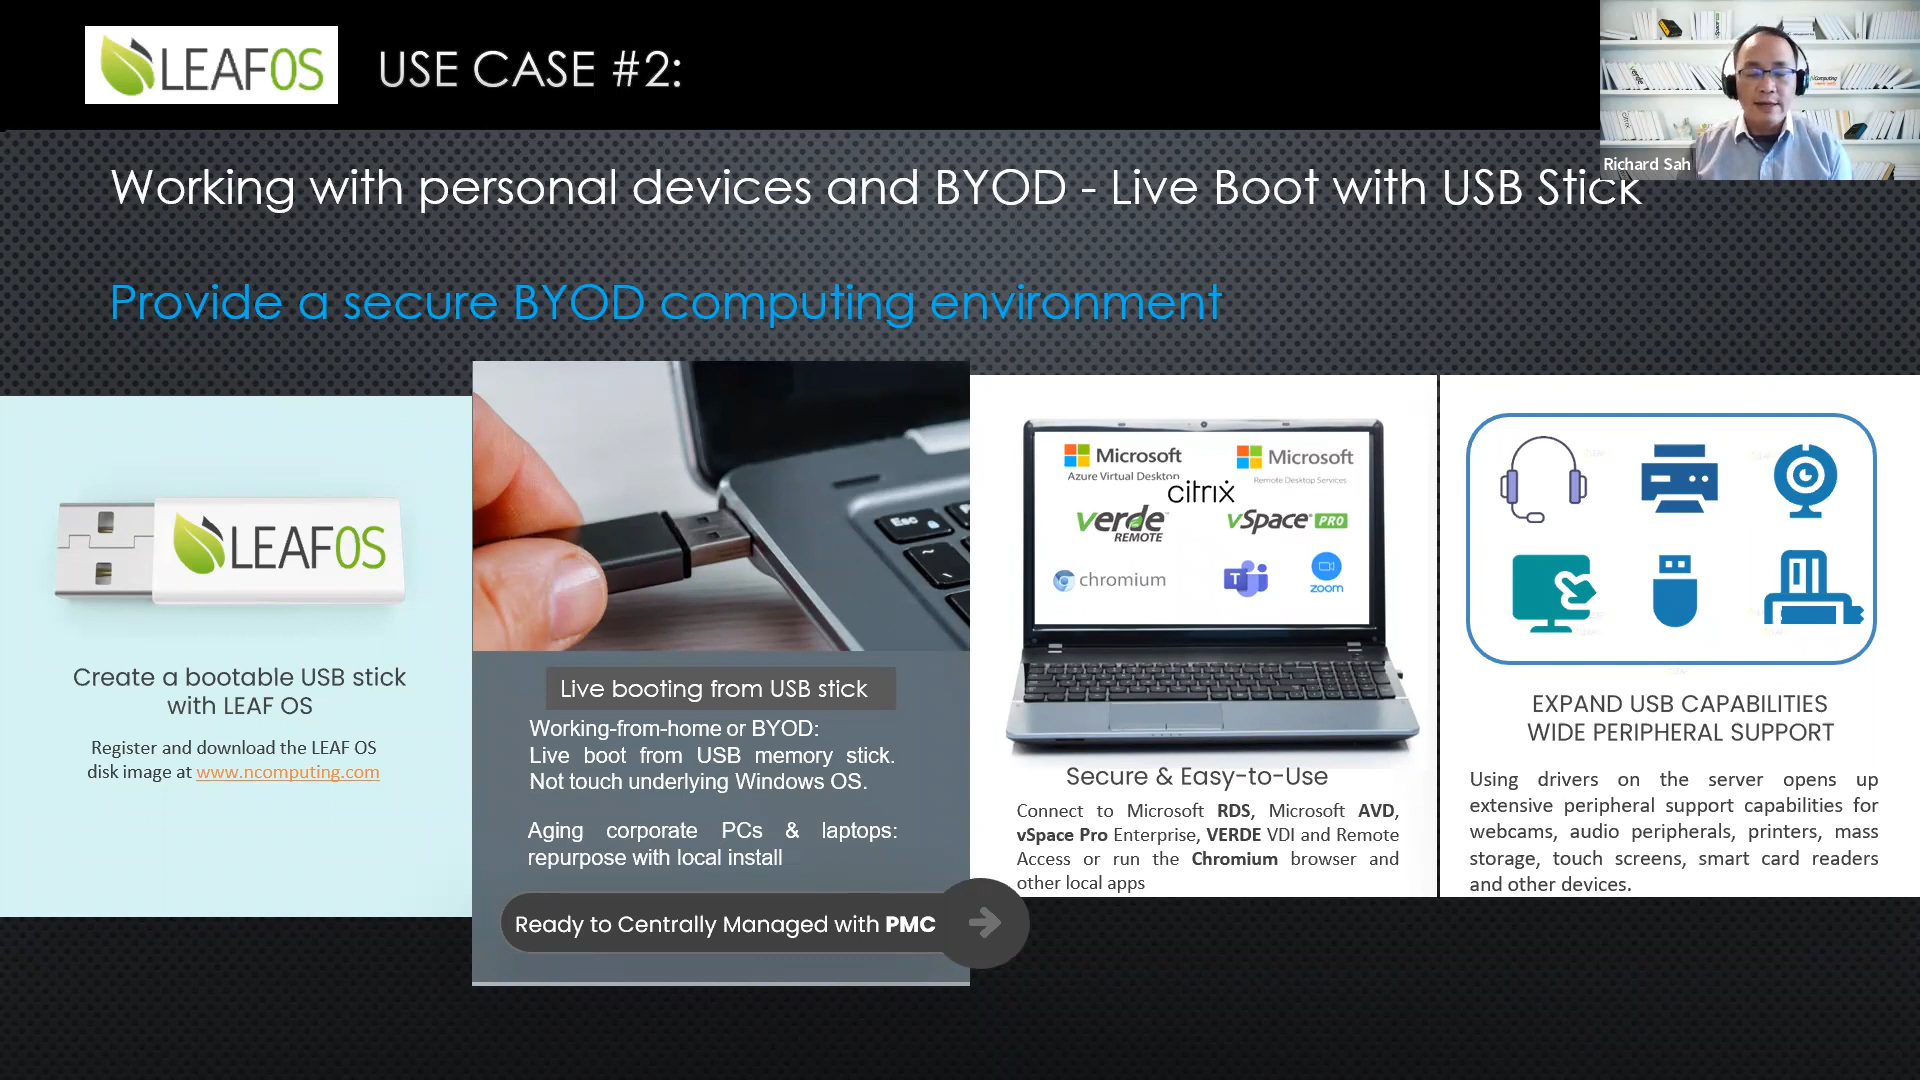 LEAFOS
USE CASE #2:
Richard Sah
Working with personal devices and BYOD - Live Boot with USB Stick
Provide a secure BYOD computing environment
LEAFOS
Create a bootable USB stick
with LEAF OS
Register and download the LEAF OS
disk image at www.ncomputing.com
Esc
Live booting from USB stick
Working-from-home or BYOD:
Live boot from USB memory stick.
Not touch underlying Windows OS.
Aging corporate PCs & laptops:
repurpose with local install
Ready to Centrally Managed with PMC
Microsoft
Azure Virtual Desktop
Microsoft
Remote Desktop Services
citrix
verde
REMOTE
vSpace PRO
chromium
T
zoom
Secure & Easy-to-Use
Connect to Microsoft RDS, Microsoft AVD,
vSpace Pro Enterprise, VERDE VDI and Remote
Access or run the Chromium browser and
other local apps
EXPAND USB CAPABILITIES
WIDE PERIPHERAL SUPPORT
Using drivers on the server opens up
extensive peripheral support capabilities for
webcams, audio peripherals, printers, mass
storage, touch screens, smart card readers
and other devices.